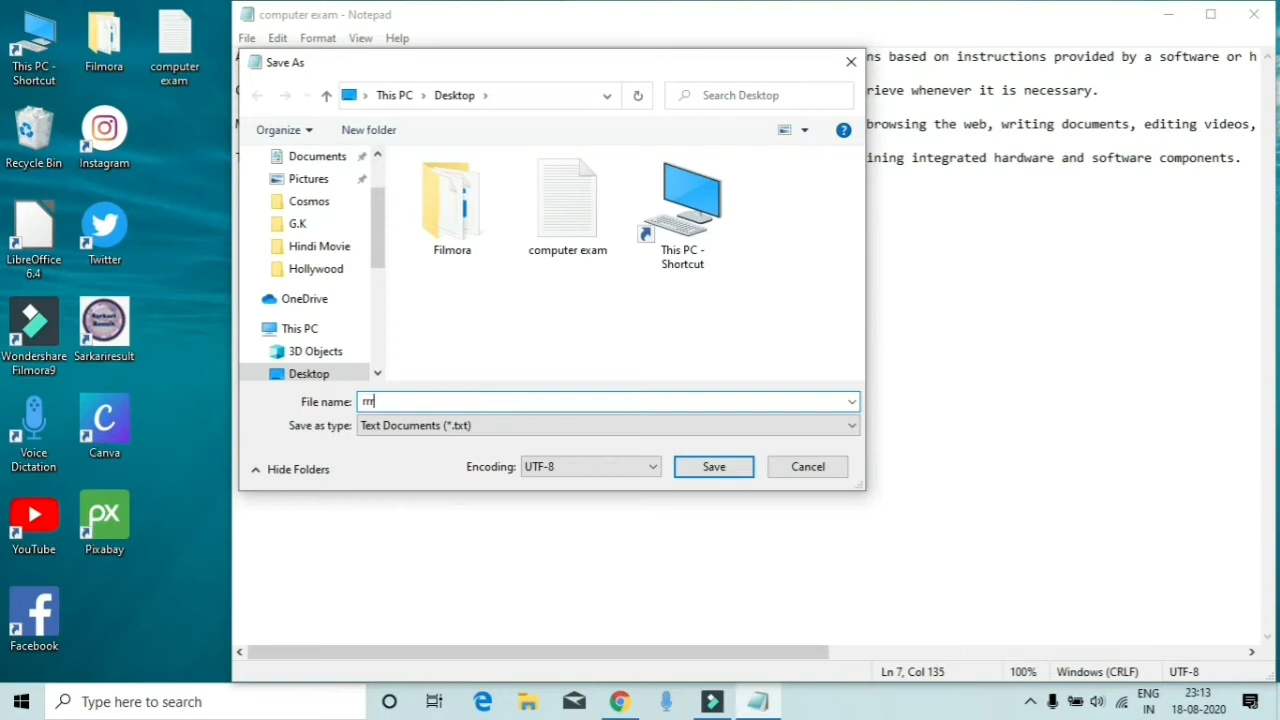 This PC -
Shortcut
Filmora
computer
exam
Recycle Bin
Instagram
LibreOffice
6.4
Twitter
Wondershare
Filmora9
Sarkariresult
Voice
Dictation
Canva
YouTube
Pixabay
Facebook
computer exam - Notepad
File Edit Format View Help
ns based on instructions provided by a software or h
rieve whenever it is necessary.
browsing the web, writing documents, editing videos,
ining integrated hardware and software components.
Save As
This PC > Desktop >
Search Desktop
Organize
New folder
Documents
Pictures
Cosmos
G.K
Hindi Movie
Hollywood
OneDrive
This PC
3D Objects
Desktop
Filmora
computer exam
This PC -
Shortcut
File name: rrr
Save as type: Text Documents (*.txt)
Hide Folders
Encoding: UTF-8
Save
Cancel
Ln 7, Col 135
100%
Windows (CRLF)
UTF-8
Type here to search
ENG
IN
23:13
18-08-2020